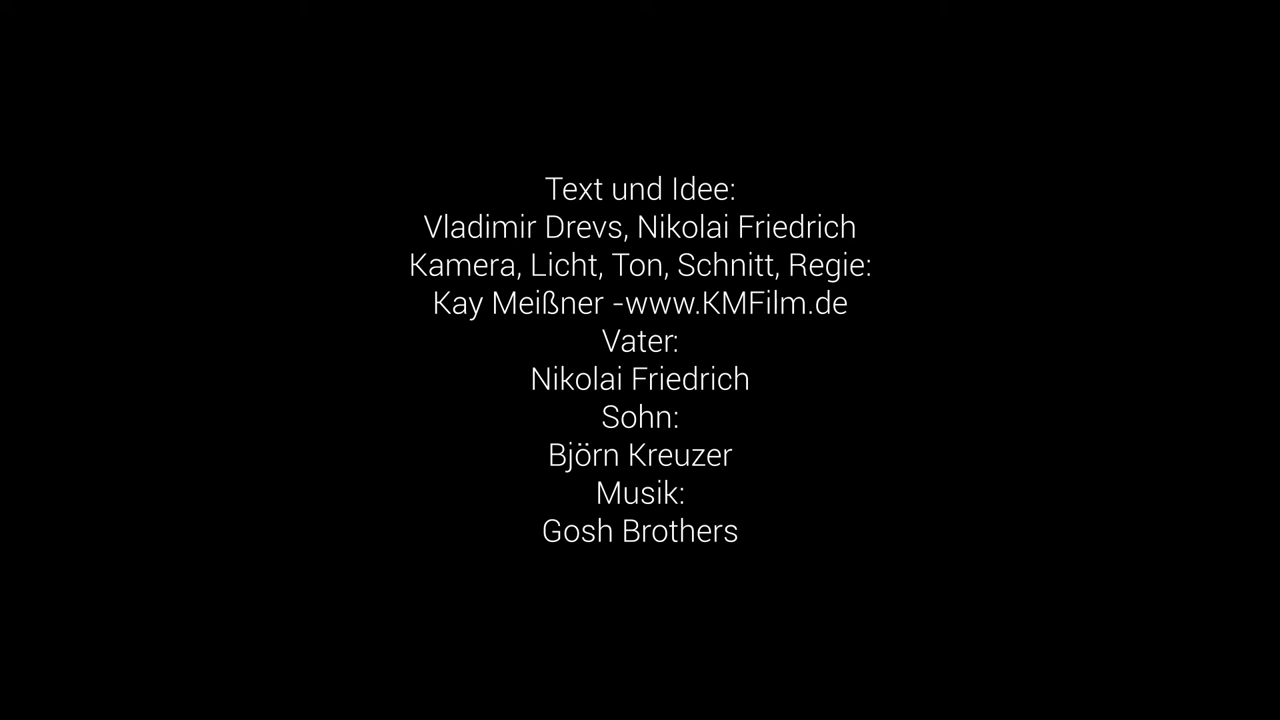 Text und Idee:
Vladimir Drevs, Nikolai Friedrich
Kamera, Licht, Ton, Schnitt, Regie:
Kay Meißner -www.KMFilm.de
Vater:
Nikolai Friedrich
Sohn:
Björn Kreuzer
Musik:
Gosh Brothers